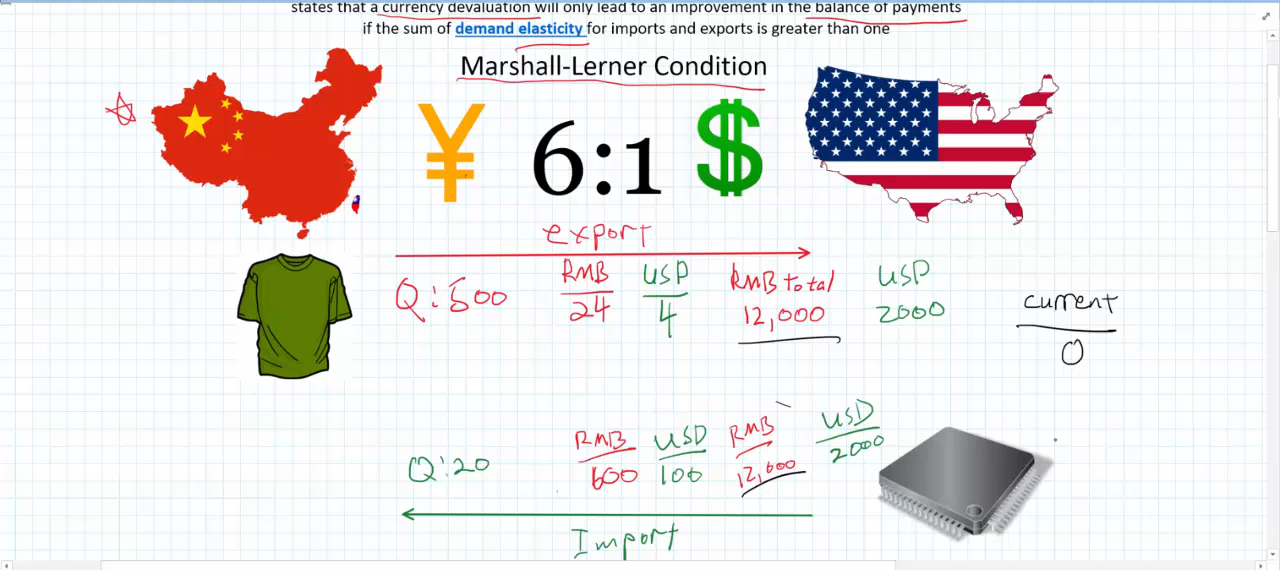 states that a currency devaluation will only lead to an improvement in the balance of payments
if the sum of demand elasticity for imports and exports is greater than one
Marshall-Lerner Condition
¥ 6:1 $
export
Q:500 RMB 24 USD 4 RMB total 12,000 USD 2000
current
0
Q:20 RMB 600 USD 100 RMB 12,000 USD 2000
Import